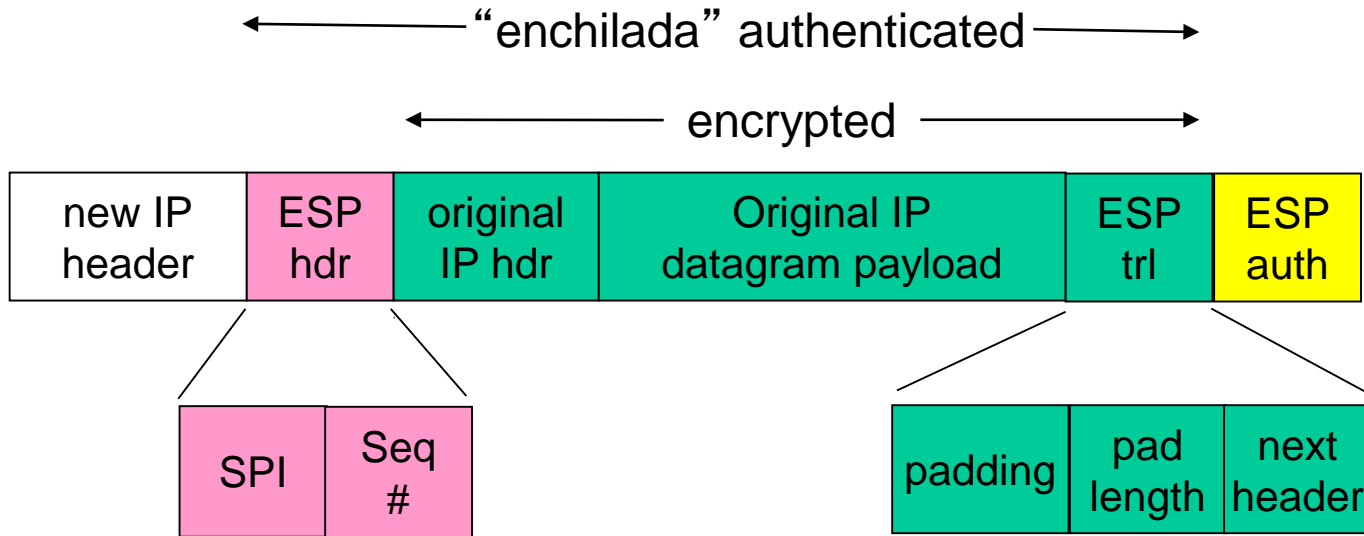 “enchilada” authenticated
encrypted
new IP
header
ESP
hdr
original
IP hdr
Original IP
datagram payload
ESP
trl
ESP
auth
SPI
Seq
#
padding
pad
length
next
header